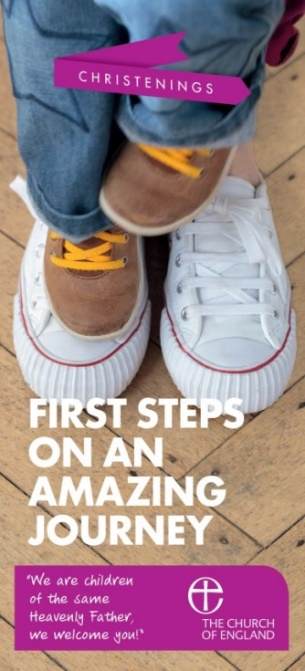 CHRISTENINGS
FIRST STEPS
ON AN
AMAZING
JOURNEY
"We are children
of the same
Heavenly Father,
we welcome you!"
THE CHURCH
OF ENGLAND